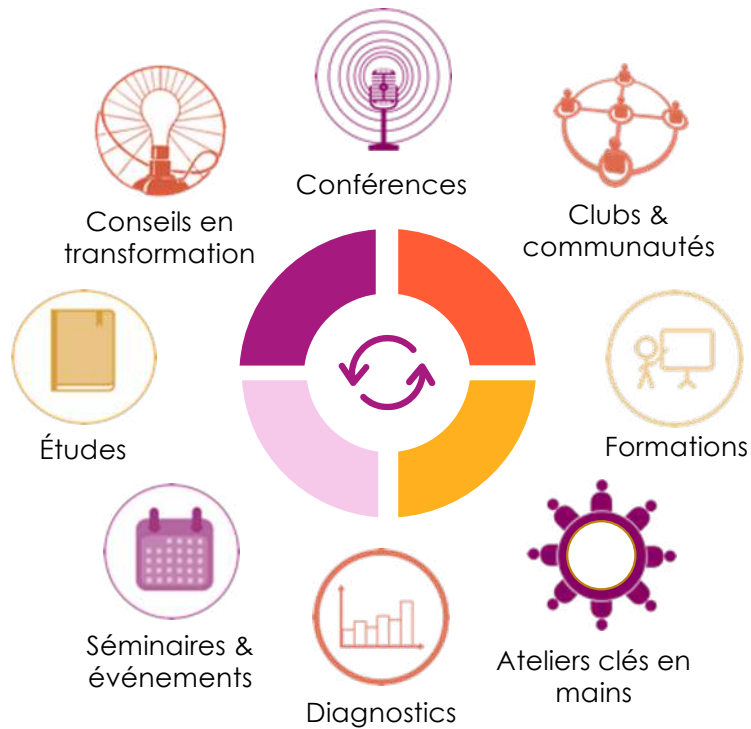 Conférences
Clubs &
communautés
Conseils en
transformation
Études
Formations
Séminaires &
événements
Ateliers clés en
mains
Diagnostics